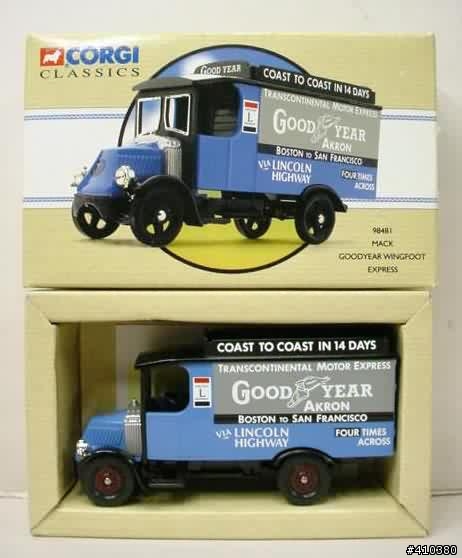 CORGI
CLASSICS
GOOD YEAR
COAST TO COAST IN 14 DAYS
TRANSCONTINENTAL MOTOR EXPRESS
GOOD YEAR
AKRON
BOSTON TO SAN FRANCISCO
L
VIA LINCOLN
HIGHWAY
FOUR TIMES
ACROSS
98481
MACK
GOODYEAR WINGFOOT
EXPRESS
COAST TO COAST IN 14 DAYS
TRANSCONTINENTAL MOTOR EXPRESS
GOOD YEAR
AKRON
BOSTON TO SAN FRANCISCO
L
VIA LINCOLN
HIGHWAY
FOUR TIMES
ACROSS
#410380